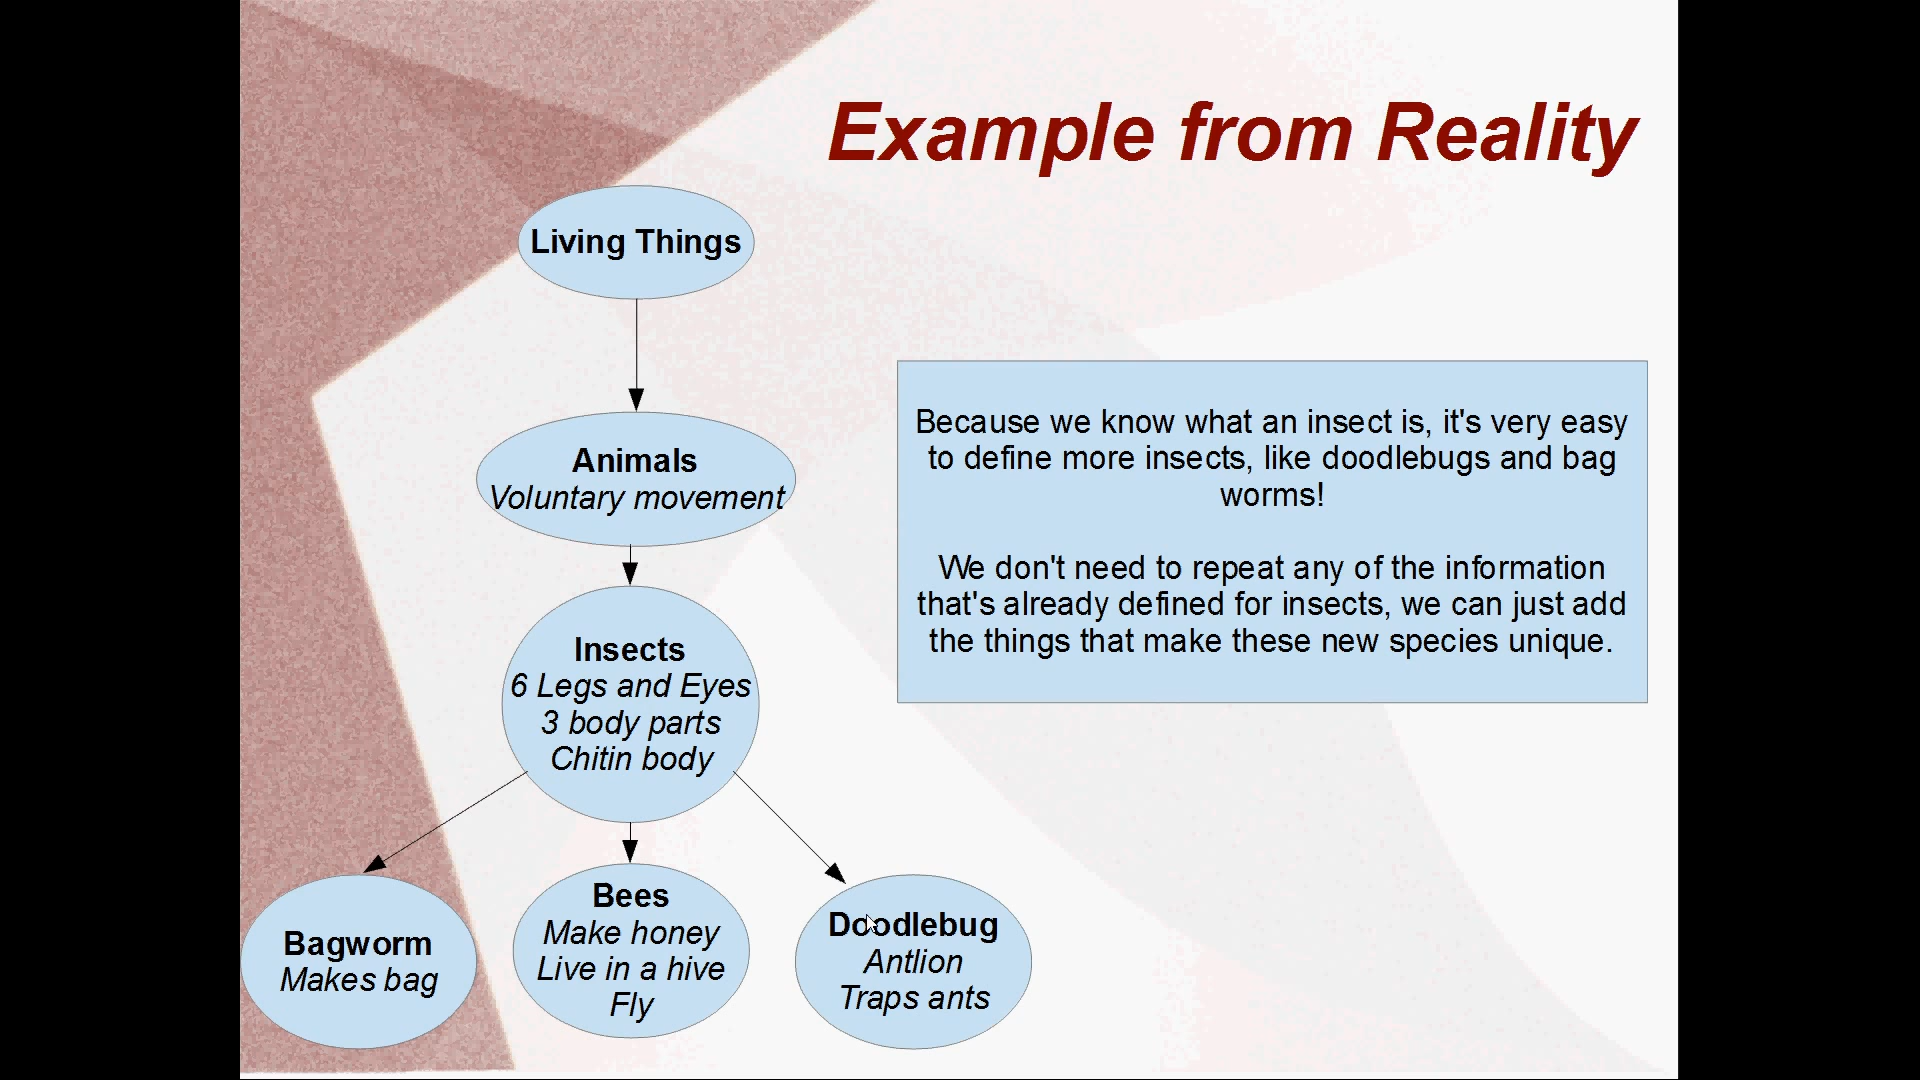 Example from Reality
Living Things
Animals
Voluntary movement
Insects
6 Legs and Eyes
3 body parts
Chitin body
Bagworm
Makes bag
Bees
Make honey
Live in a hive
Fly
Doodlebug
Antlion
Traps ants
Because we know what an insect is, it's very easy
to define more insects, like doodlebugs and bag
worms!
We don't need to repeat any of the information
that's already defined for insects, we can just add
the things that make these new species unique.